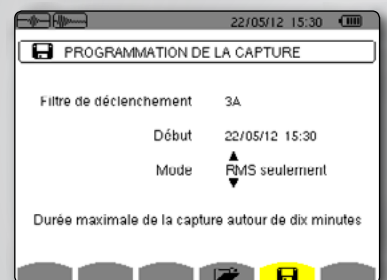 22/05/12 15:30
PROGRAMMATION DE LA CAPTURE
Filtre de déclenchement 3A
Début 22/05/12 15:30
Mode RMS seulement
Durée maximale de la capture autour de dix minutes